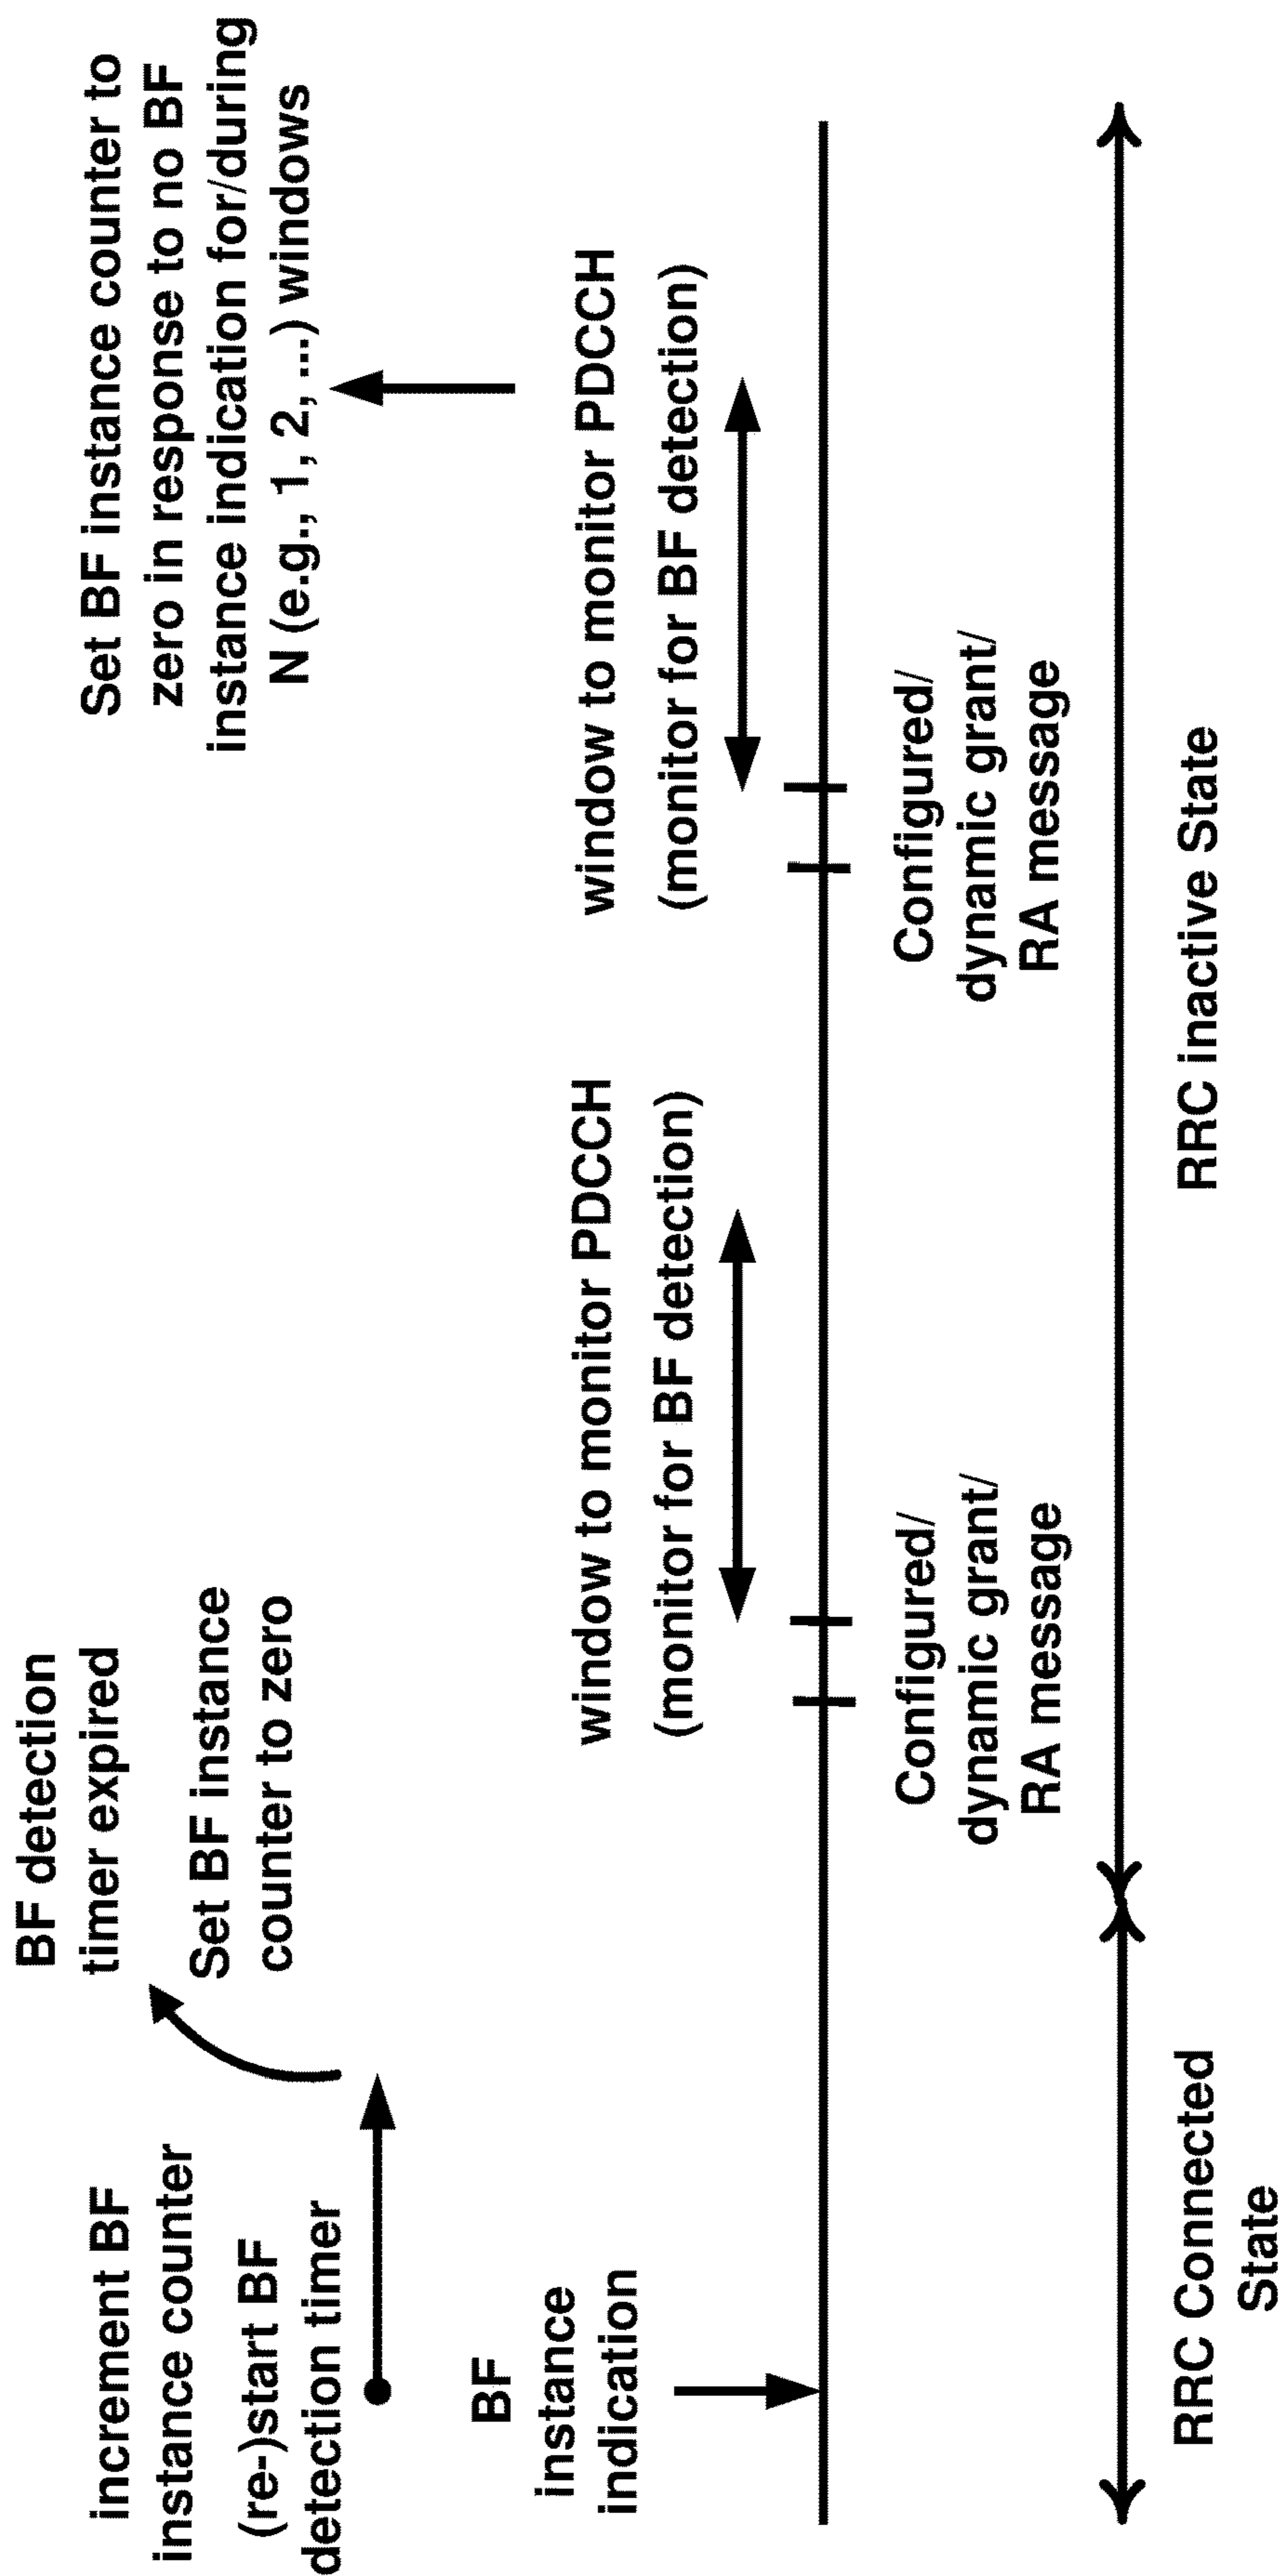 increment BF
instance counter
(re-)start BF
detection timer
BF detection
timer expired
Set BF instance
counter to zero
Set BF instance counter to
zero in response to no BF
instance indication for/during
N (e.g., 1, 2, ...) windows
BF
instance
indication
window to monitor PDCCH
(monitor for BF detection)
window to monitor PDCCH
(monitor for BF detection)
Configured/
dynamic grant/
RA message
Configured/
dynamic grant/
RA message
RRC Connected
State
RRC inactive State